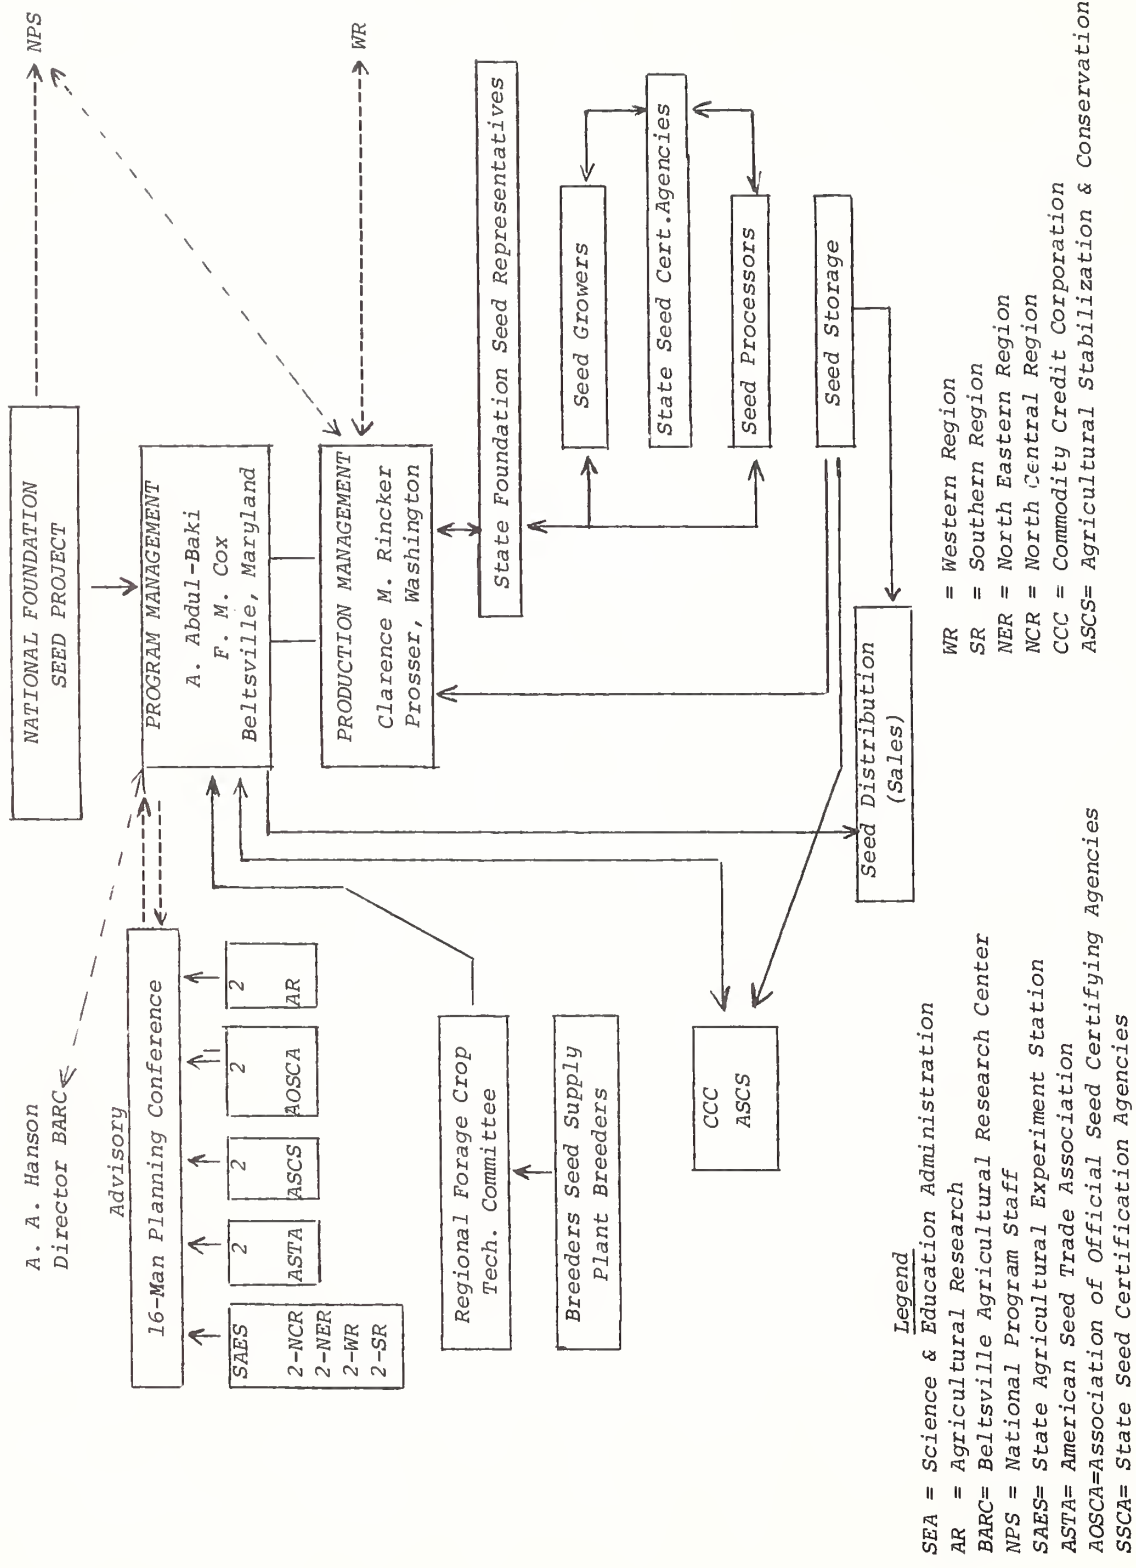 NATIONAL FOUNDATION
SEED PROJECT
NPS
A. A. Hanson
Director BARC
PROGRAM MANAGEMENT
A. Abdul-Baki
F. M. Cox
Beltsville, Maryland
Advisory
16-Man Planning Conference
SAES
2-NCR
2-NER
2-WR
2-SR
2
ASTA
2
ASCS
2
AOSCA
2
AR
PRODUCTION MANAGEMENT
Clarence M. Rincker
Prosser, Washington
WR
Regional Forage Crop
Tech. Committee
State Foundation Seed Representatives
Breeders Seed Supply
Plant Breeders
Seed Growers
State Seed Cert.Agencies
CCC
ASCS
Seed Processors
Seed Storage
Seed Distribution
(Sales)
Legend
SEA = Science & Education Administration
AR = Agricultural Research
BARC= Beltsville Agricultural Research Center
NPS = National Program Staff
SAES= State Agricultural Experiment Station
ASTA= American Seed Trade Association
AOSCA=Association of Official Seed Certifying Agencies
SSCA= State Seed Certification Agencies
WR = Western Region
SR = Southern Region
NER = North Eastern Region
NCR = North Central Region
CCC = Commodity Credit Corporation
ASCS= Agricultural Stabilization & Conservation